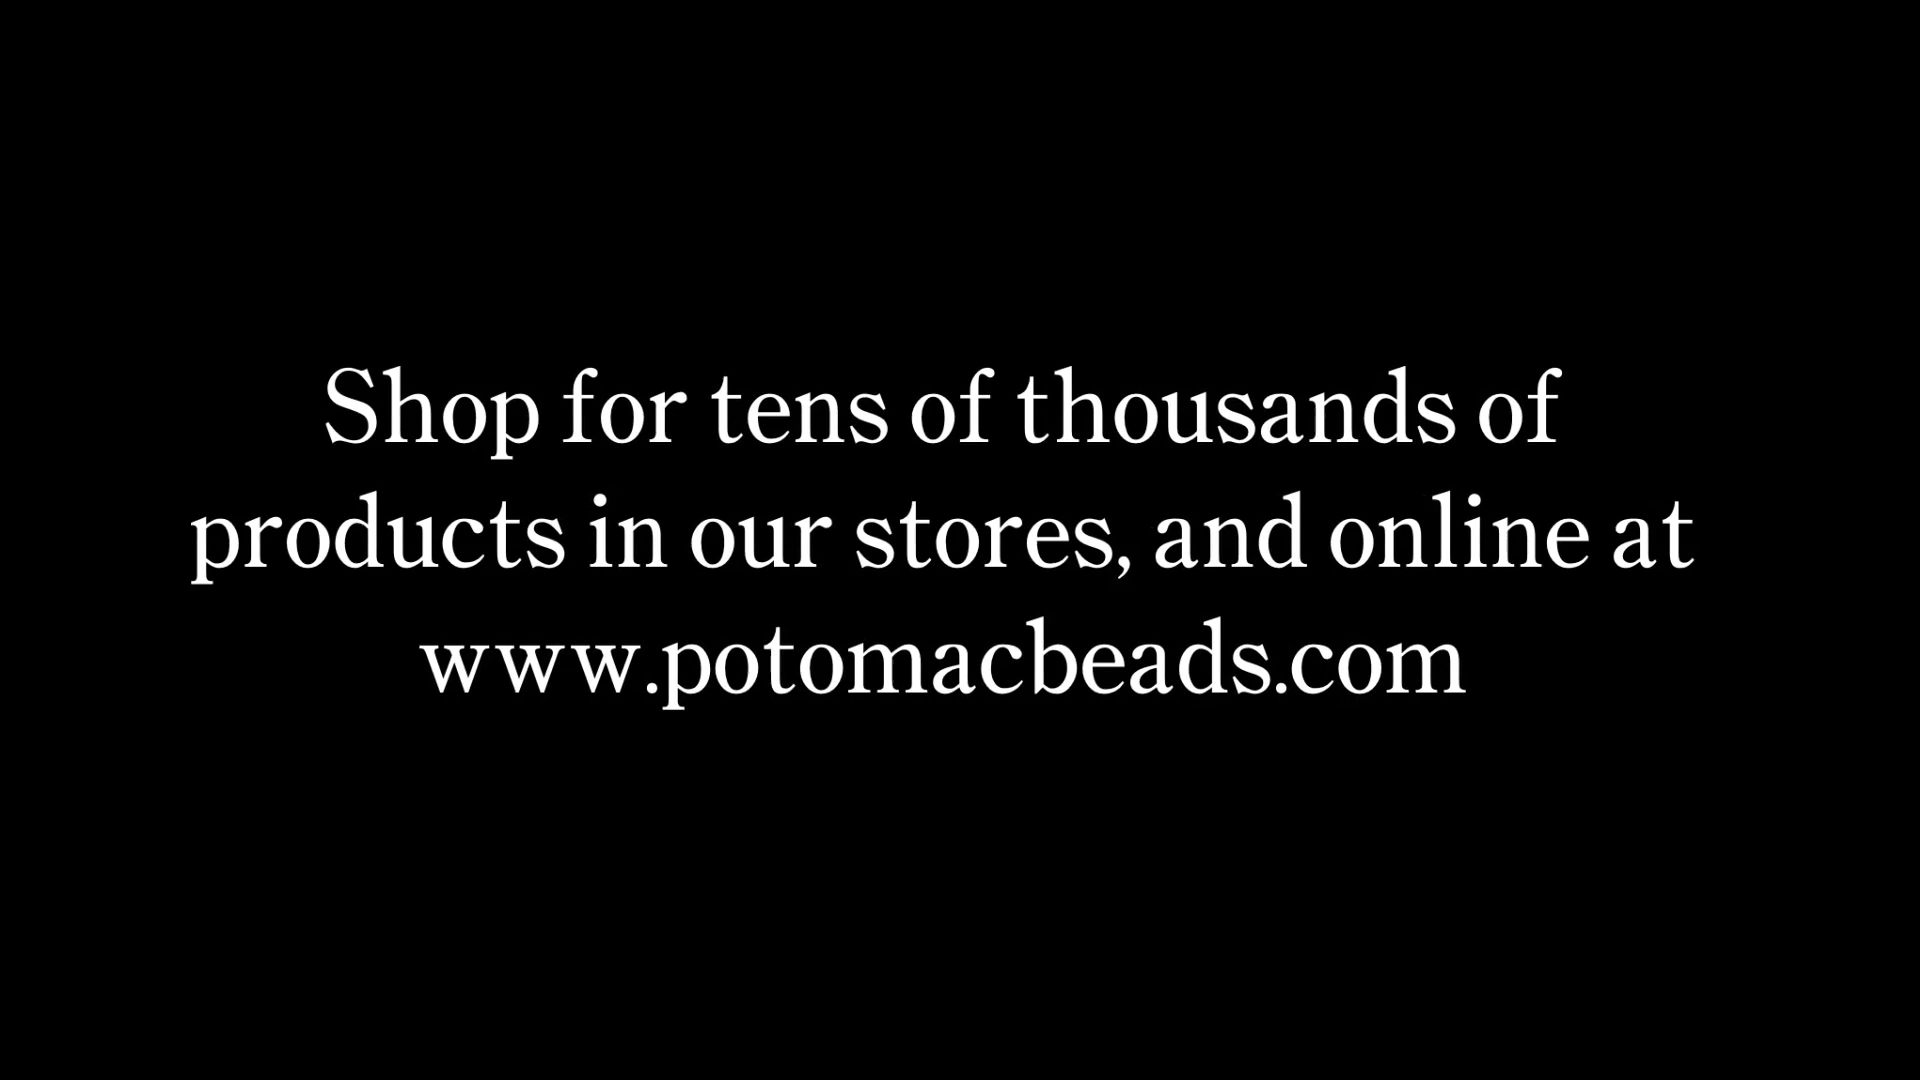 Shop for tens of thousands of
products in our stores, and online at
www.potomacbeads.com